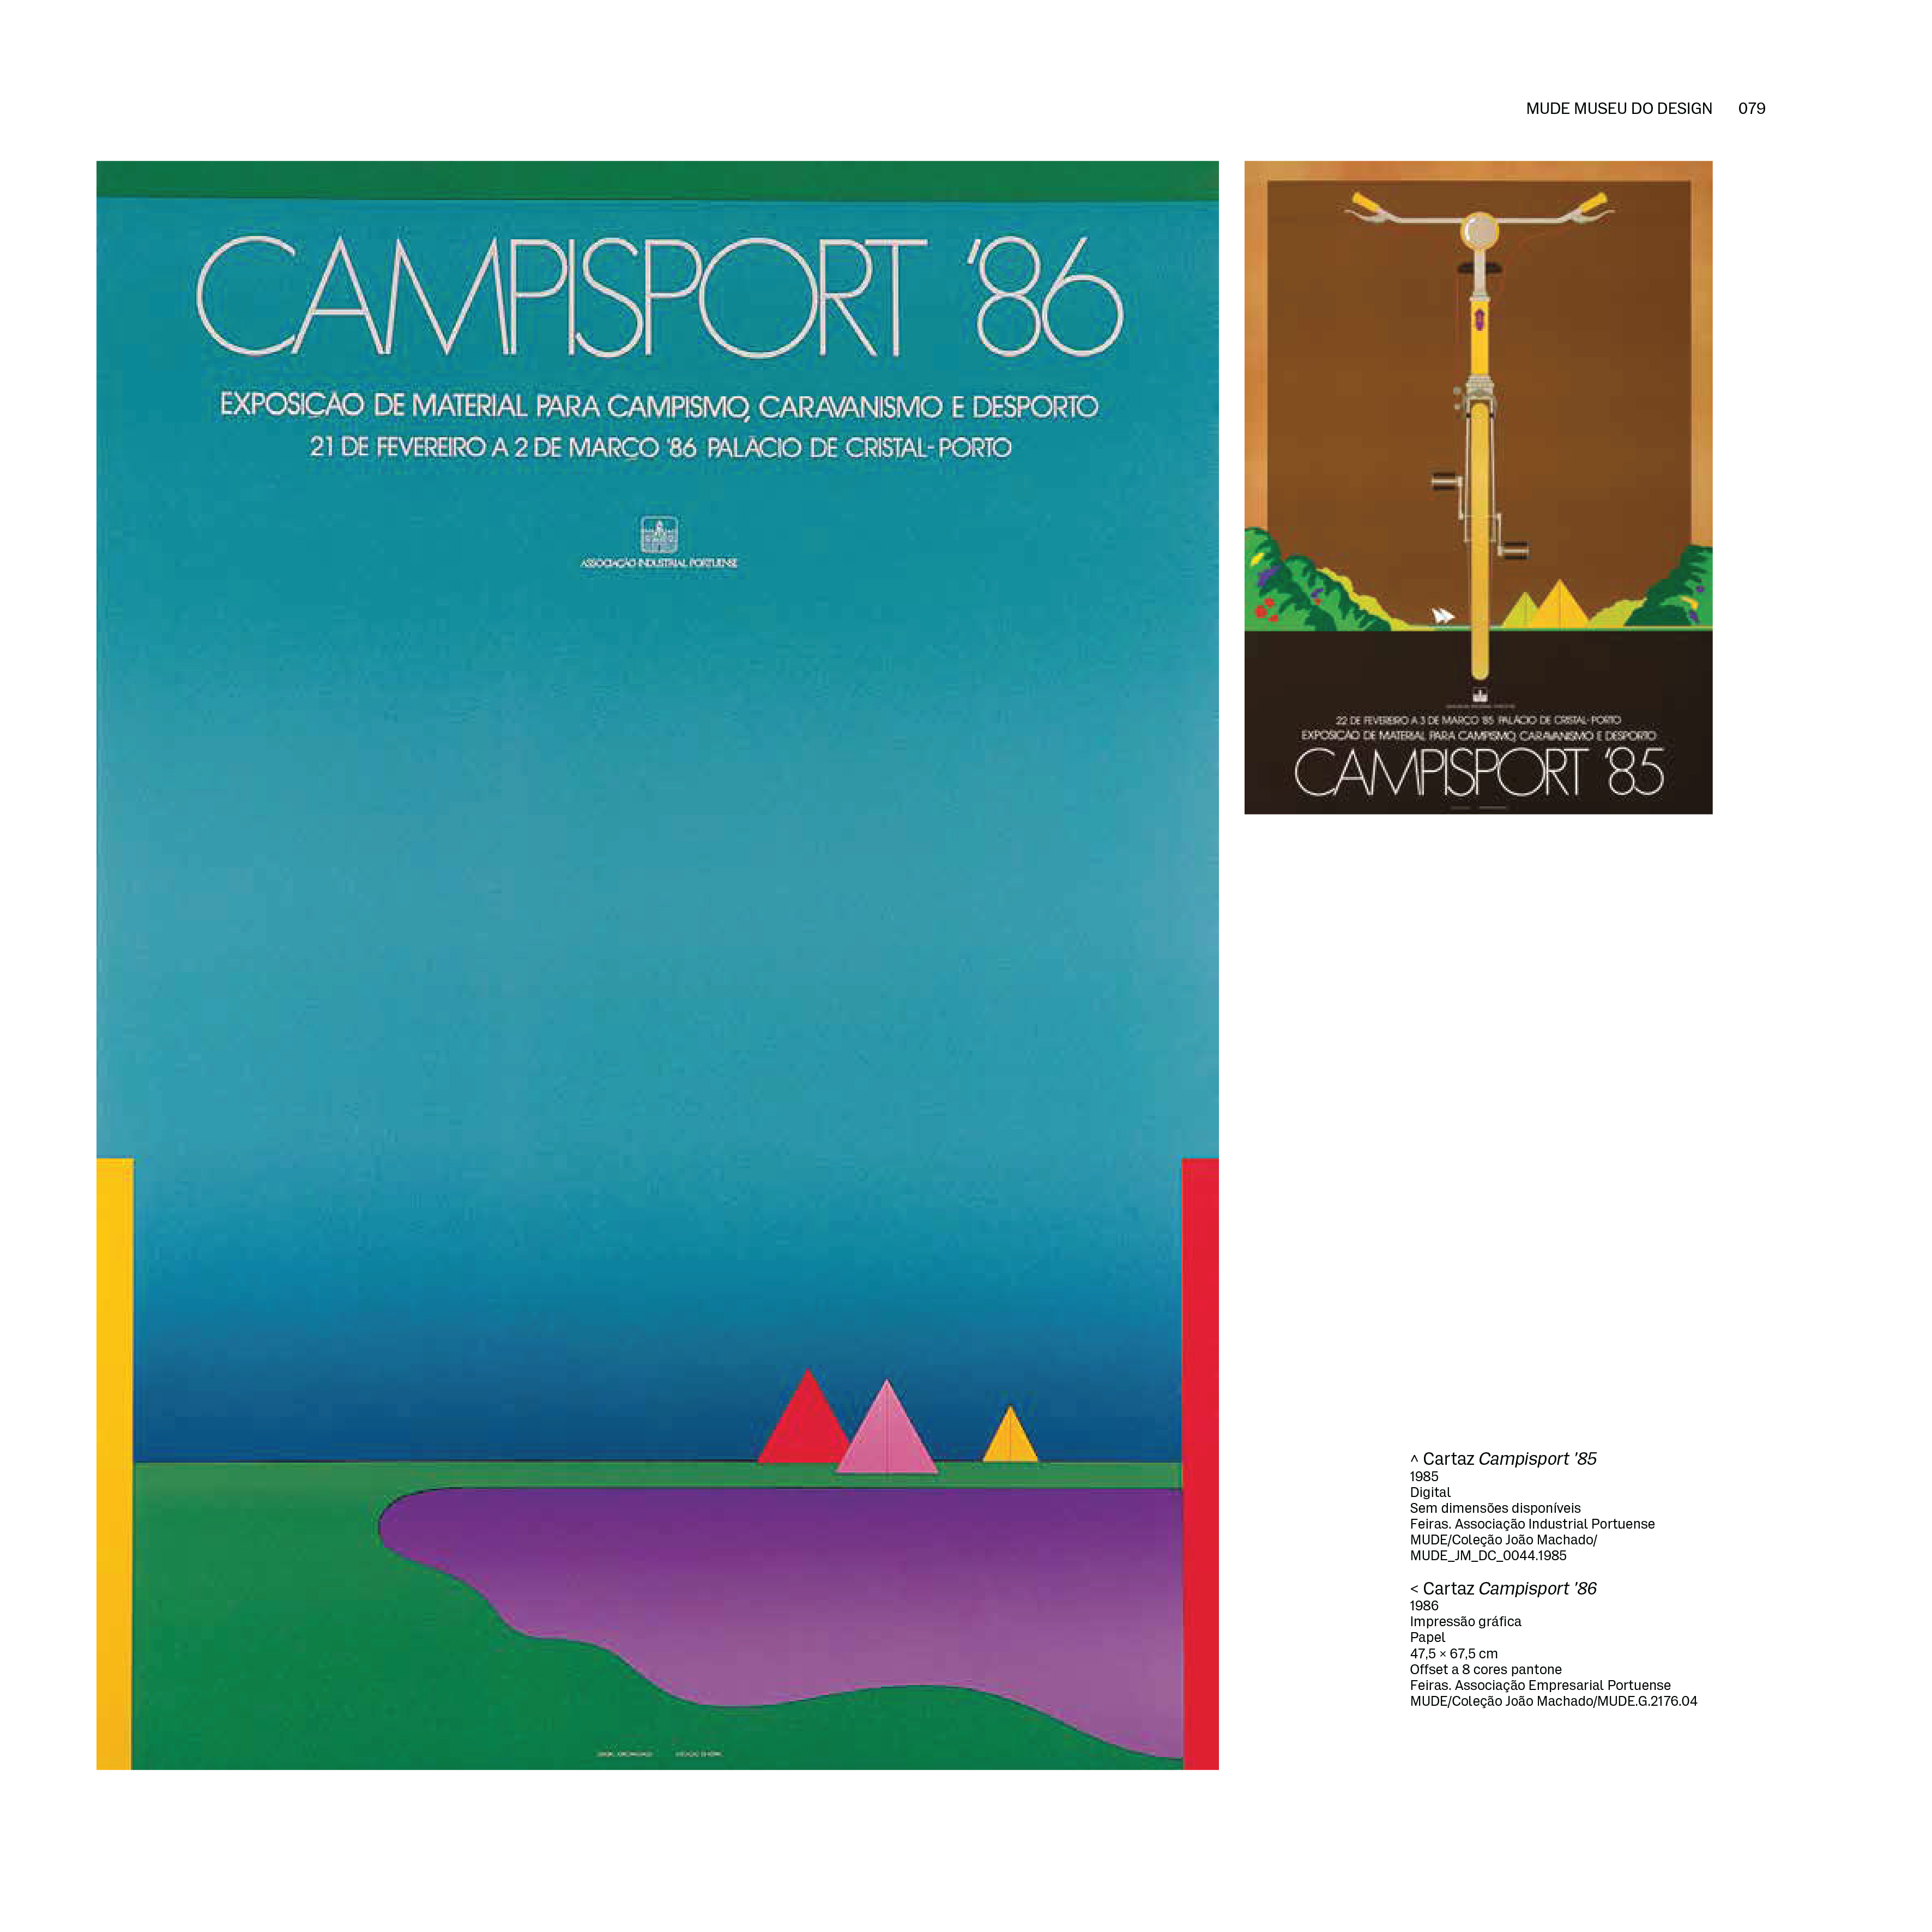 MUDE MUSEU DO DESIGN 079
CAMPISPORT '86
EXPOSIÇÃO DE MATERIAL PARA CAMPISMO, CARAVANISMO E DESPORTO
21 DE FEVEREIRO A 2 DE MARÇO '86 PALÁCIO DE CRISTAL-PORTO
ASSOCIAÇÃO INDUSTRIAL PORTUENSE
22 DE FEVEREIRO A 3 DE MARÇO '85 PALÁCIO DE CRISTAL-PORTO
EXPOSIÇÃO DE MATERIAL PARA CAMPISMO, CARAVANISMO E DESPORTO
CAMPISPORT '85
^ Cartaz Campisport '85
1985
Digital
Sem dimensões disponíveis
Feiras. Associação Industrial Portuense
MUDE/Coleção João Machado/
MUDE_JM_DC_0044.1985
< Cartaz Campisport '86
1986
Impressão gráfica
Papel
47,5 × 67,5 cm
Offset a 8 cores pantone
Feiras. Associação Empresarial Portuense
MUDE/Coleção João Machado/MUDE.G.2176.04